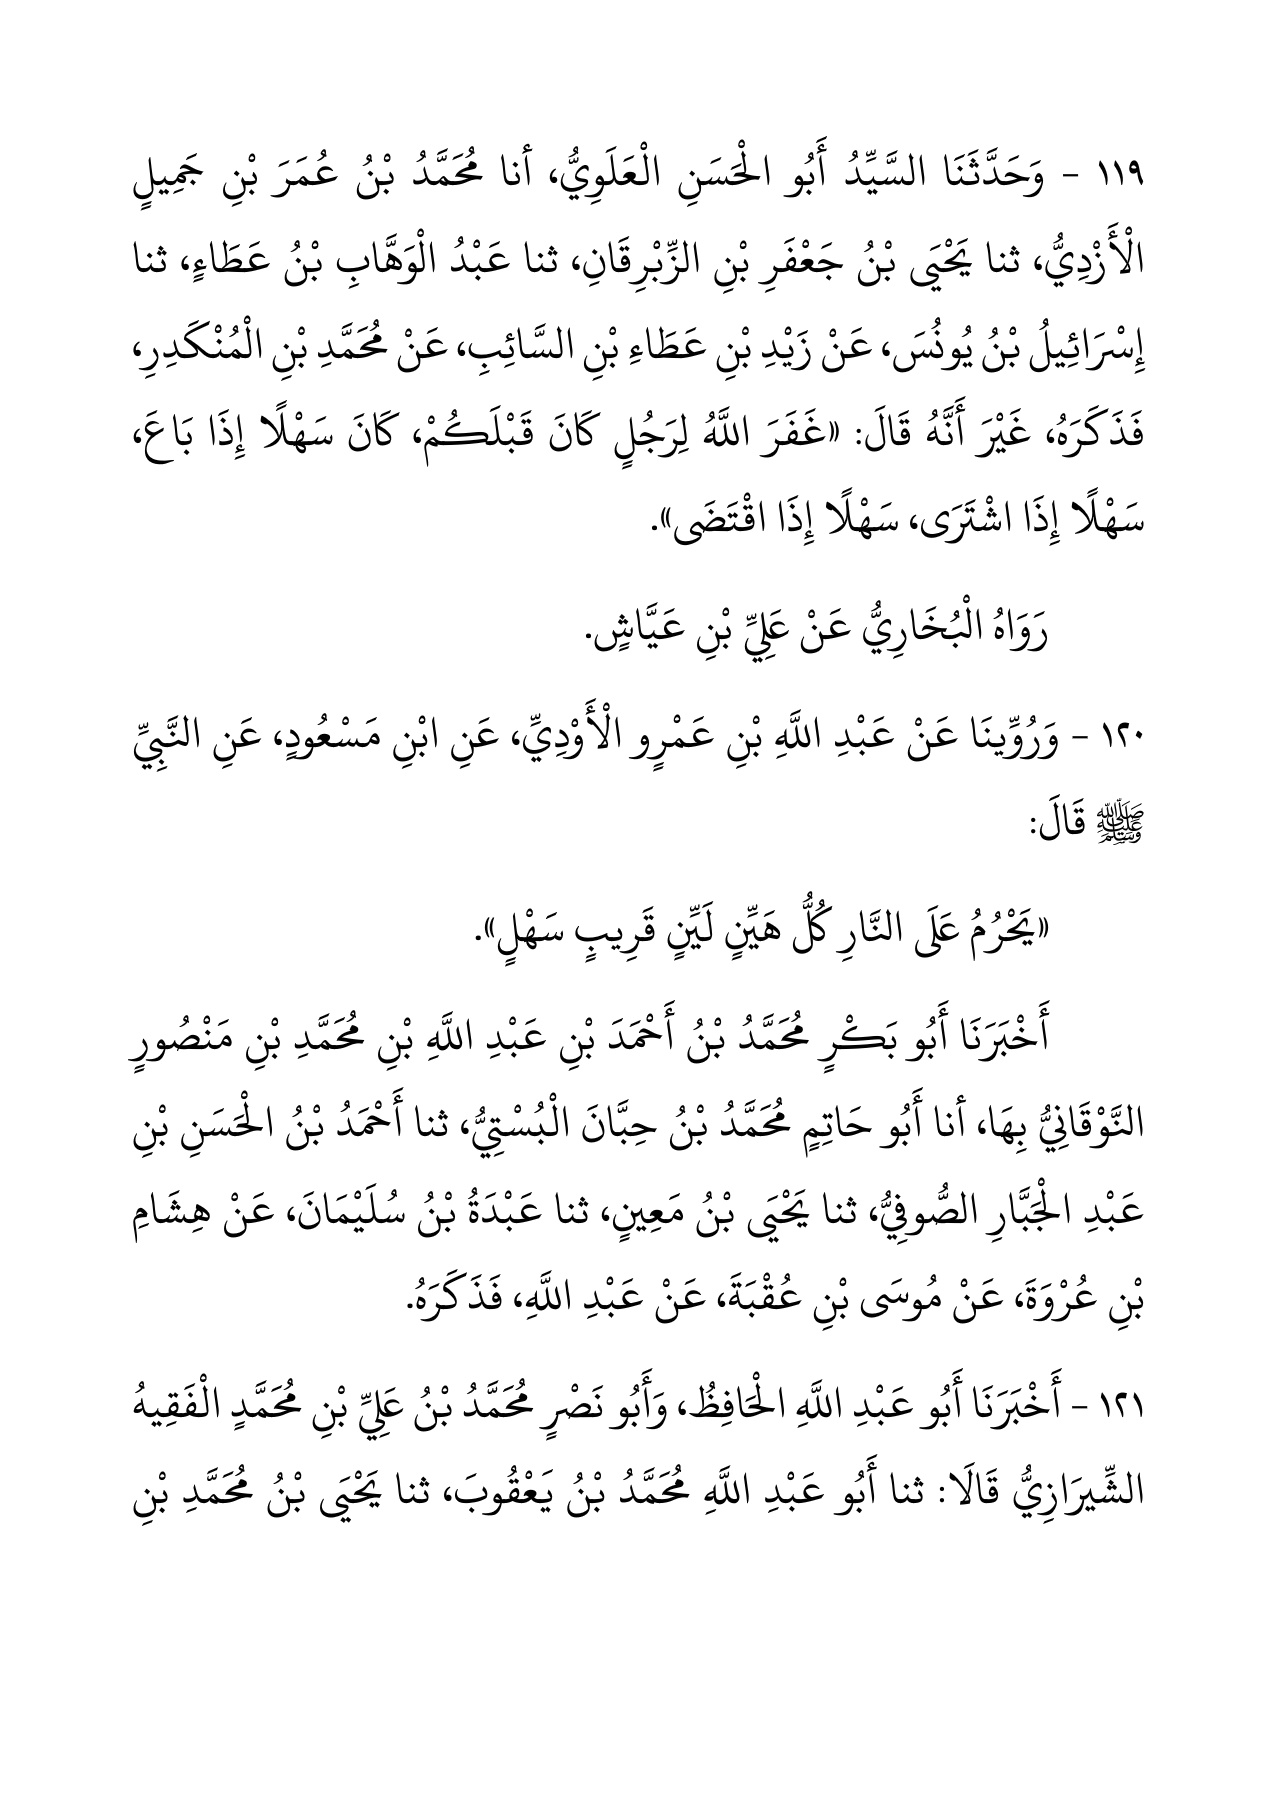 ١١٩ - وَحَدَّثَنَا السَّيِّدُ أَبُو الْحَسَنِ الْعَلَوِيُّ، أنا مُحَمَّدُ بْنُ عُمَرَ بْنِ جَمِيلٍ
الْأَزْدِيُّ، ثنا يَحْيَى بْنُ جَعْفَرِ بْنِ الزِّبْرِقَانِ، ثنا عَبْدُ الْوَهَّابِ بْنُ عَطَاءٍ، ثنا
إِسْرَائِيلُ بْنُ يُونُسَ، عَنْ زَيْدِ بْنِ عَطَاءِ بْنِ السَّائِبِ، عَنْ مُحَمَّدِ بْنِ الْمُنْكَدِرِ،
فَذَكَرَهُ، غَيْرَ أَنَّهُ قَالَ: «غَفَرَ اللَّهُ لِرَجُلٍ كَانَ قَبْلَكُمْ، كَانَ سَهْلًا إِذَا بَاعَ،
سَهْلًا إِذَا اشْتَرَى، سَهْلًا إِذَا اقْتَضَى».
رَوَاهُ الْبُخَارِيُّ عَنْ عَلِيِّ بْنِ عَيَّاشٍ.
١٢٠ - وَرُوِّينَا عَنْ عَبْدِ اللَّهِ بْنِ عَمْرٍو الْأَوْدِيِّ، عَنِ ابْنِ مَسْعُودٍ، عَنِ النَّبِيِّ
ﷺ قَالَ:
«يَحْرُمُ عَلَى النَّارِ كُلُّ هَيِّنٍ لَيِّنٍ قَرِيبٍ سَهْلٍ».
أَخْبَرَنَا أَبُو بَكْرٍ مُحَمَّدُ بْنُ أَحْمَدَ بْنِ عَبْدِ اللَّهِ بْنِ مُحَمَّدِ بْنِ مَنْصُورٍ
النَّوْقَانِيُّ بِهَا، أنا أَبُو حَاتِمٍ مُحَمَّدُ بْنُ حِبَّانَ الْبُسْتِيُّ، ثنا أَحْمَدُ بْنُ الْحَسَنِ بْنِ
عَبْدِ الْجَبَّارِ الصُّوفِيُّ، ثنا يَحْيَى بْنُ مَعِينٍ، ثنا عَبْدَةُ بْنُ سُلَيْمَانَ، عَنْ هِشَامِ
بْنِ عُرْوَةَ، عَنْ مُوسَى بْنِ عُقْبَةَ، عَنْ عَبْدِ اللَّهِ، فَذَكَرَهُ.
١٢١ - أَخْبَرَنَا أَبُو عَبْدِ اللَّهِ الْحَافِظُ، وَأَبُو نَصْرٍ مُحَمَّدُ بْنُ عَلِيِّ بْنِ مُحَمَّدٍ الْفَقِيهُ
الشِّيرَازِيُّ قَالَا: ثنا أَبُو عَبْدِ اللَّهِ مُحَمَّدُ بْنُ يَعْقُوبَ، ثنا يَحْيَى بْنُ مُحَمَّدِ بْنِ